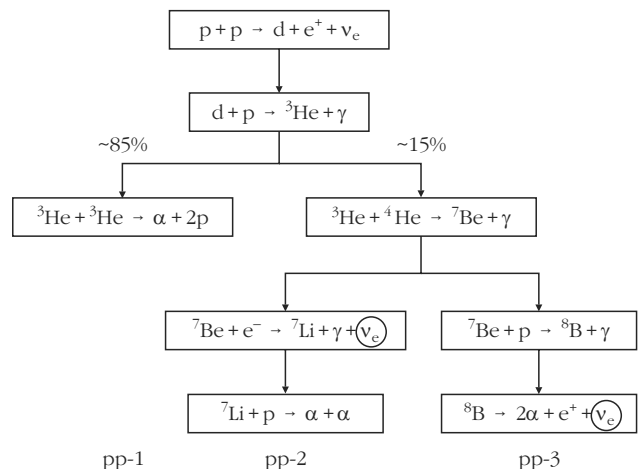 p + p → d + e⁺ + νₑ
d + p → ³He + γ
~85%
~15%
³He + ³He → α + 2p
³He + ⁴He → ⁷Be + γ
⁷Be + e⁻ → ⁷Li + γ + νₑ
⁷Be + p → ⁸B + γ
⁷Li + p → α + α
⁸B → 2α + e⁺ + νₑ
pp-1
pp-2
pp-3